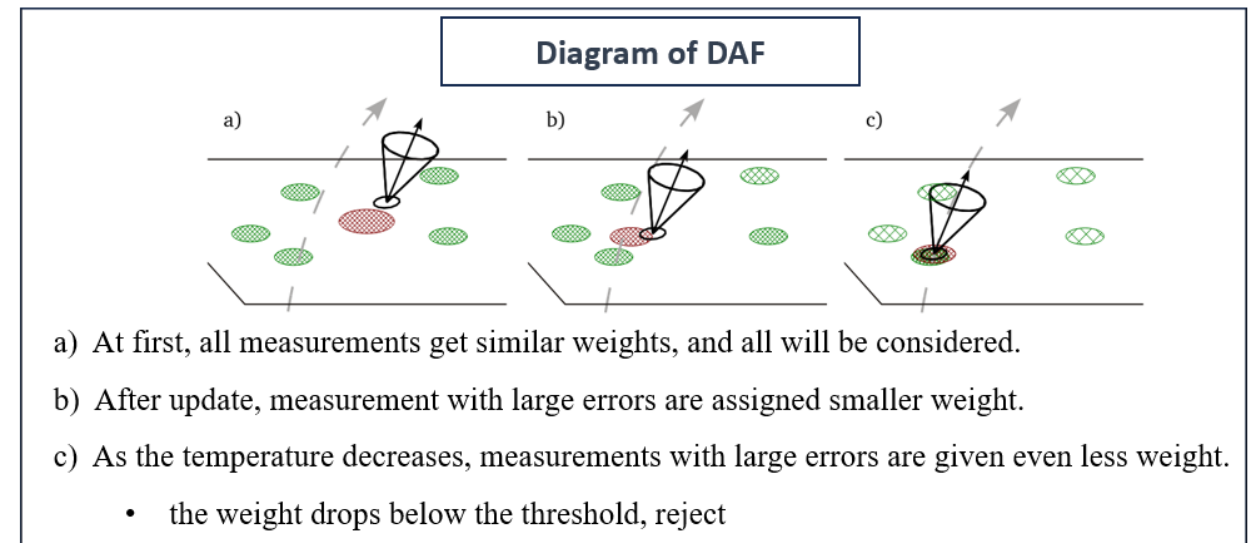 Diagram of DAF
a) b) c)
a) At first, all measurements get similar weights, and all will be considered.
b) After update, measurement with large errors are assigned smaller weight.
c) As the temperature decreases, measurements with large errors are given even less weight.
• the weight drops below the threshold, reject